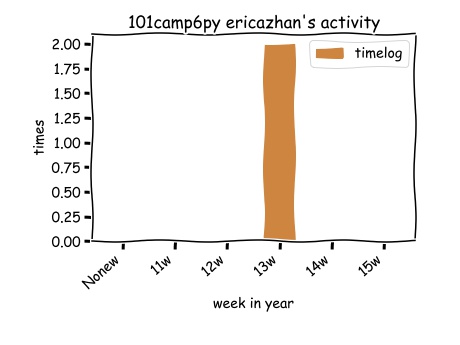 101camp6py ericazhan's activity
timelog
times
2.00
1.75
1.50
1.25
1.00
0.75
0.50
0.25
0.00
Nonew 11w 12w 13w 14w 15w
week in year